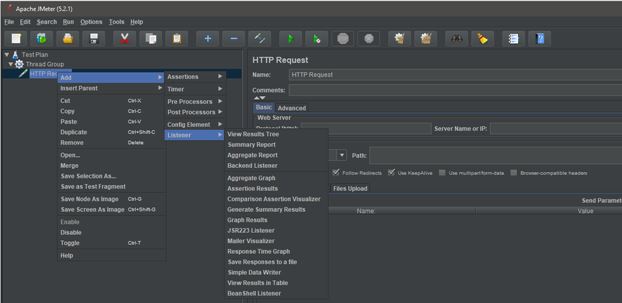 Apache JMeter (5.2.1)
File Edit Search Run Options Tools Help
Test Plan
Thread Group
HTTP Req
Add
Insert Parent
Cut Ctrl-X
Copy Ctrl-C
Paste Ctrl-V
Duplicate Ctrl+Shift-C
Remove Delete
Open...
Merge
Save Selection As...
Save as Test Fragment
Save Node As Image Ctrl-G
Save Screen As Image Ctrl+Shift-G
Enable
Disable
Toggle Ctrl-T
Help
Assertions
Timer
Pre Processors
Post Processors
Config Element
Listener
View Results Tree
Summary Report
Aggregate Report
Backend Listener
Aggregate Graph
Assertion Results
Comparison Assertion Visualizer
Generate Summary Results
Graph Results
JSR223 Listener
Mailer Visualizer
Response Time Graph
Save Responses to a file
Simple Data Writer
View Results in Table
BeanShell Listener
HTTP Request
Name: HTTP Request
Comments:
Basic Advanced
Web Server
Server Name or IP:
Path:
Follow Redirects Use KeepAlive Use multipart/form-data Browser-compatible headers
Files Upload
Send Paramet
Name: Value